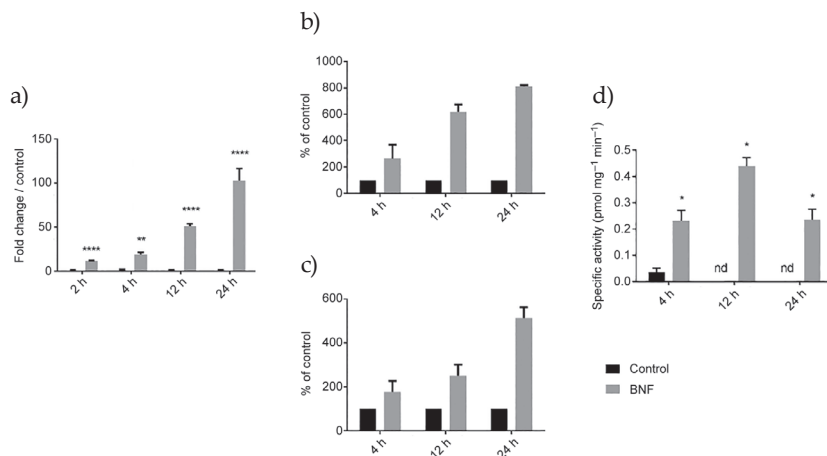 a)
Fold change / control
150
100
50
0
****
**
****
****
2 h
4 h
12 h
24 h
b)
% of control
1000
800
600
400
200
0
4 h
12 h
24 h
c)
% of control
600
400
200
0
4 h
12 h
24 h
d)
Specific activity (pmol mg⁻¹ min⁻¹)
0.5
0.4
0.3
0.2
0.1
0.0
*
*
*
nd
nd
4 h
12 h
24 h
Control
BNF